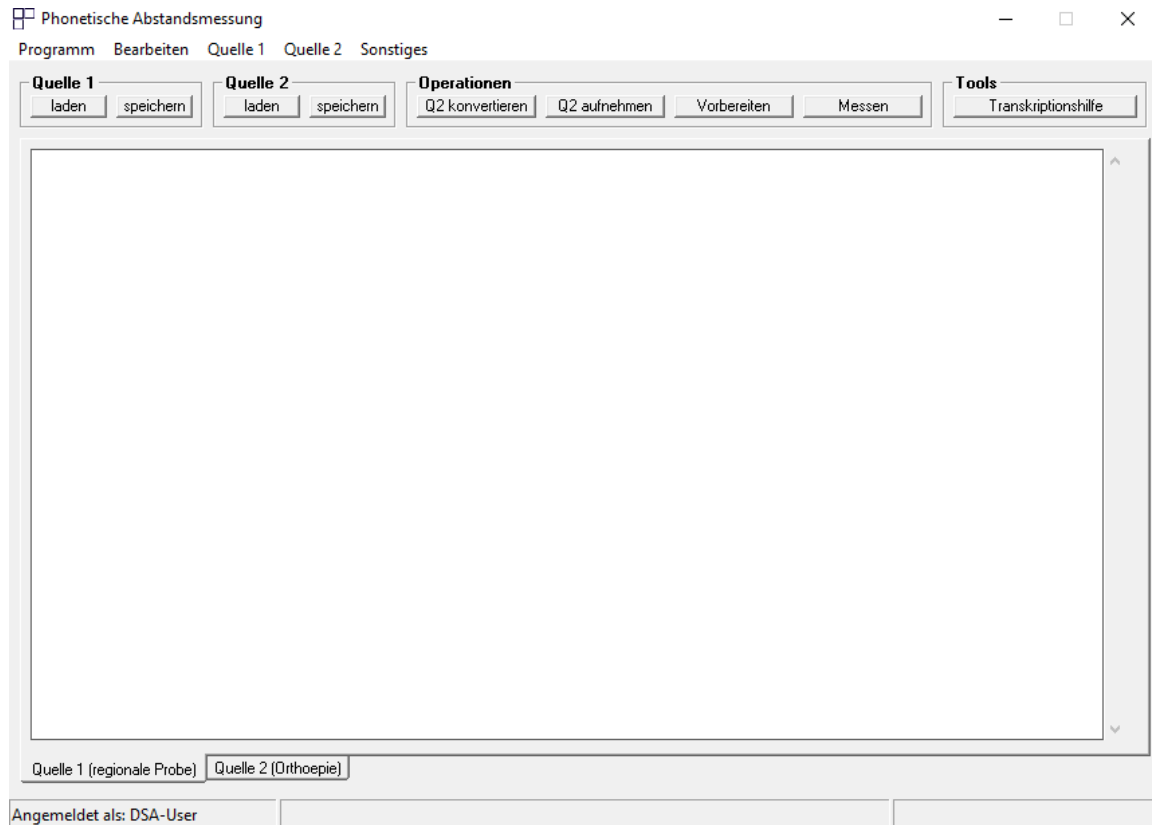 Phonetische Abstandsmessung
Programm Bearbeiten Quelle 1 Quelle 2 Sonstiges
Quelle 1 Quelle 2 Operationen Tools
laden speichern laden speichern Q2 konvertieren Q2 aufnehmen Vorbereiten Messen Transkriptionshilfe
Quelle 1 (regionale Probe) Quelle 2 (Orthoepie)
Angemeldet als: DSA-User